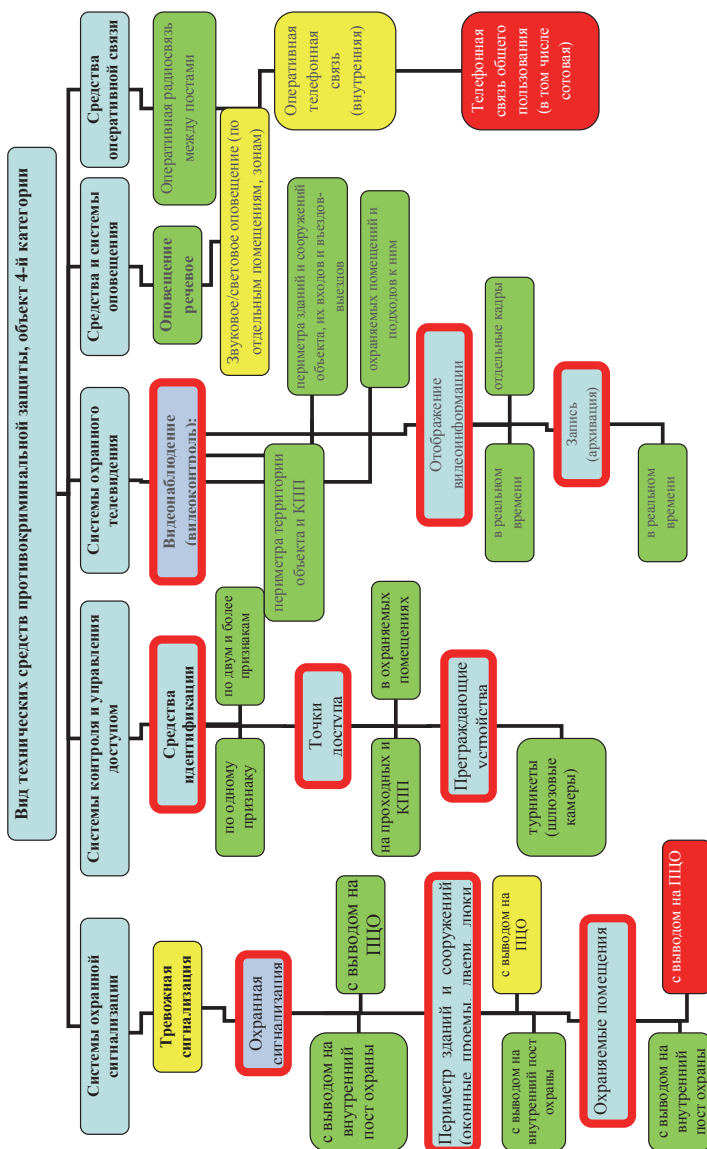 Вид технических средств противокриминальной защиты, объект 4-й категории
Системы охранной
сигнализации
Тревожная
сигнализация
Охранная
сигнализация
с выводом на
внутренний
пост охраны
с выводом на
ПЦО
Периметр зданий и сооружений
(оконные проемы, двери, люки,
с выводом на
внутренний пост
охраны
с выводом на
ПЦО
Охраняемые помещения
с выводом на
внутренний
пост охраны
с выводом на ПЦО
Системы контроля и управления
доступом
Средства
идентификации
по одному
признаку
по двум и более
признакам
Точки
доступа
на проходных и
КПП
в охраняемых
помещениях
Преграждающие
устройства
турникеты
(шлюзовые
камеры)
Системы охранного
телевидения
Видеонаблюдение
(видеоконтроль):
периметра территории
объекта и КПП
периметра зданий и сооружений
объекта, их входов и въездов-
выездов
охраняемых помещений и
подходов к ним
Отображение
видеоинформации
в реальном
времени
отдельные кадры
Запись
(архивация)
в реальном
времени
Средства и системы
оповещения
Оповещение
речевое
Звуковое/световое оповещение (по
отдельным помещениям, зонам)
Средства
оперативной связи
Оперативная радиосвязь
между постами
Оперативная
телефонная
связь
(внутренняя)
Телефонная
связь общего
пользования
(в том числе
сотовая)